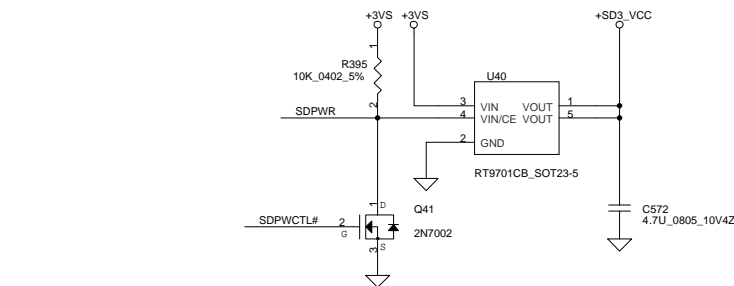 +3VS +3VS
+SD3_VCC
1
R395
10K_0402_5%
2
U40
SDPWR
3 VIN VOUT 1
4 VIN/CE VOUT 5
2 GND
RT9701CB_SOT23-5
1 D
Q41
SDPWCTL# 2
G
2N7002
3 S
C572
4.7U_0805_10V4Z